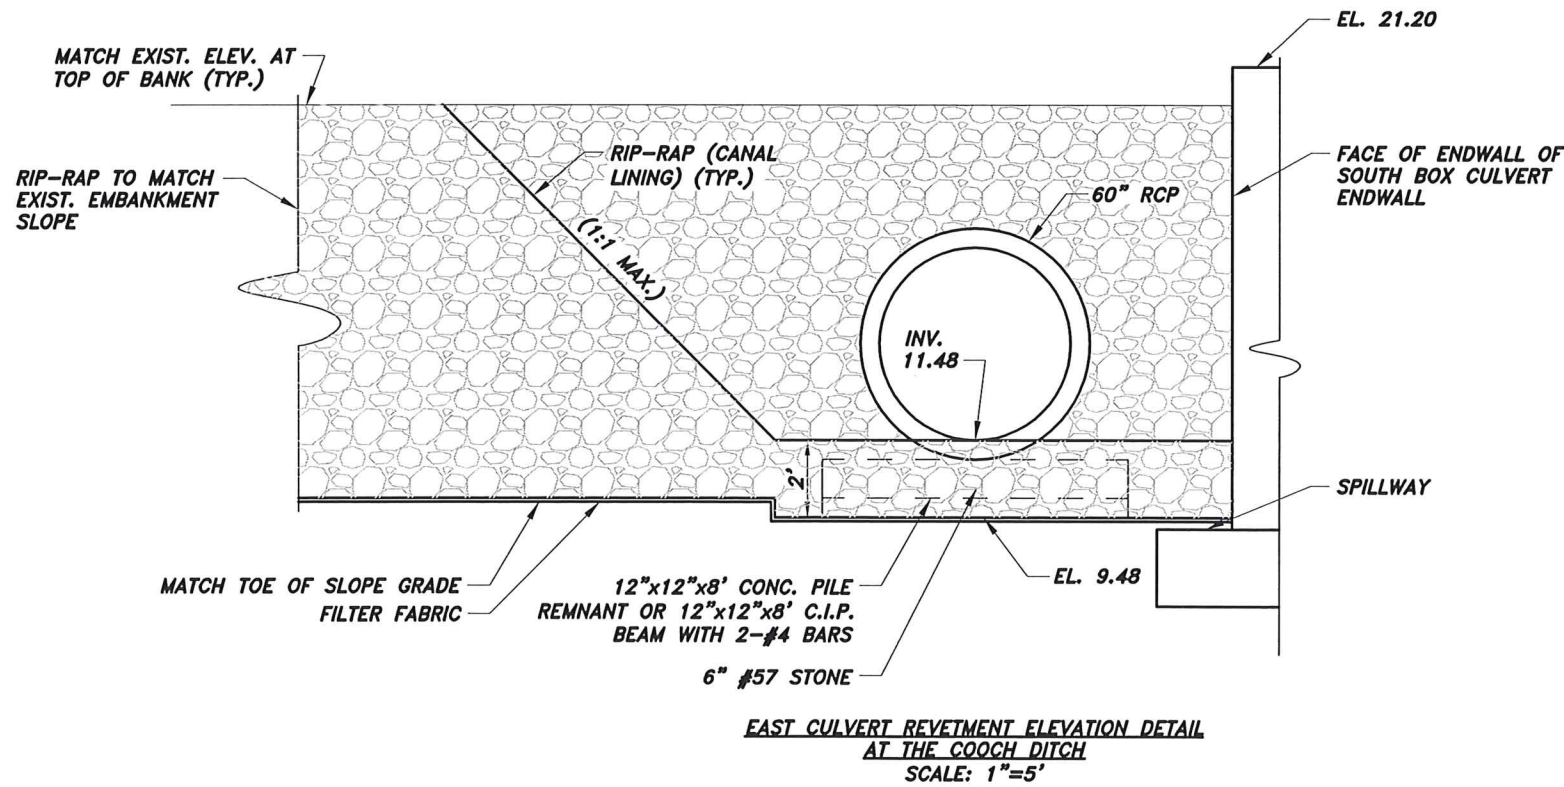 EL. 21.20
MATCH EXIST. ELEV. AT
TOP OF BANK (TYP.)
RIP-RAP (CANAL
LINING) (TYP.)
FACE OF ENDWALL OF
SOUTH BOX CULVERT
ENDWALL
RIP-RAP TO MATCH
EXIST. EMBANKMENT
SLOPE
60" RCP
(1:1 MAX.)
INV.
11.48
2'
SPILLWAY
MATCH TOE OF SLOPE GRADE
FILTER FABRIC
12"x12"x8' CONC. PILE
REMNANT OR 12"x12"x8' C.I.P.
BEAM WITH 2-#4 BARS
EL. 9.48
6" #57 STONE
EAST CULVERT REVETMENT ELEVATION DETAIL
AT THE COOCH DITCH
SCALE: 1"=5'